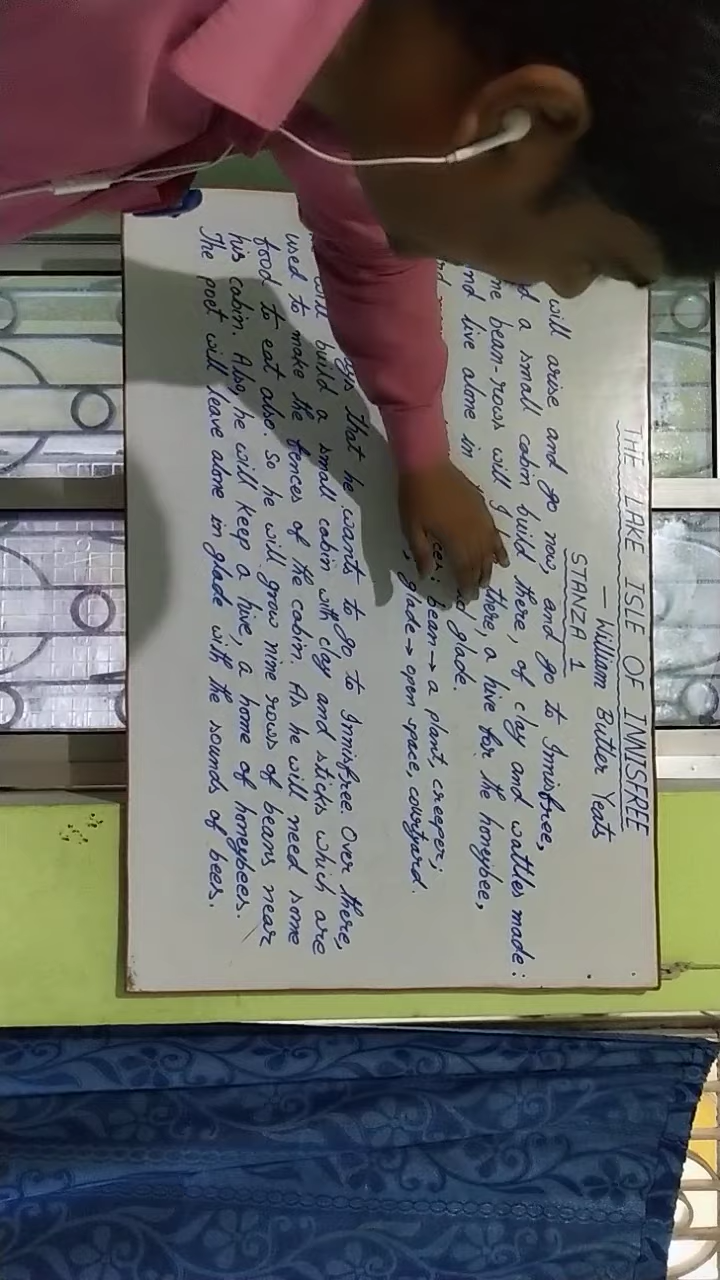 THE LAKE ISLE OF INNISFREE
- William Butler Yeats
STANZA 1
will arise and go now, and go to Innisfree,
a small cabin build there, of clay and wattles made:
bean-rows will I there, a hive for the honeybee,
live alone in glade.
bean → a plant, creeper;
glade → open space, courtyard.
that he wants to go to Innisfree. Over there,
will build a small cabin with clay and sticks which are
used to make the fences of the cabin. As he will need some
food to eat also. So he will grow nine rows of beans near
his cabin. Also, he will keep a hive, a home of honeybees.
The poet will leave alone in glade with the sounds of bees.